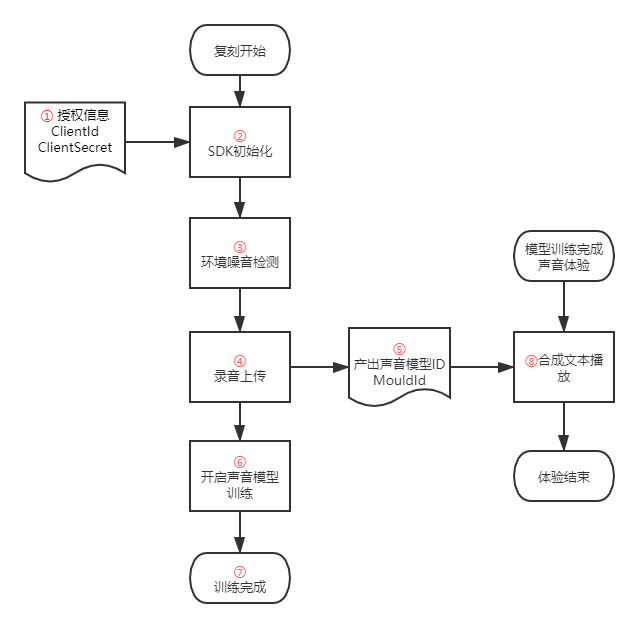 复刻开始
① 授权信息
ClientId
ClientSecret
②
SDK初始化
③
环境噪音检测
④
录音上传
⑤
产出声音模型ID
MouldId
⑥
开启声音模型
训练
⑦
训练完成
模型训练完成
声音体验
⑧合成文本播
放
体验结束